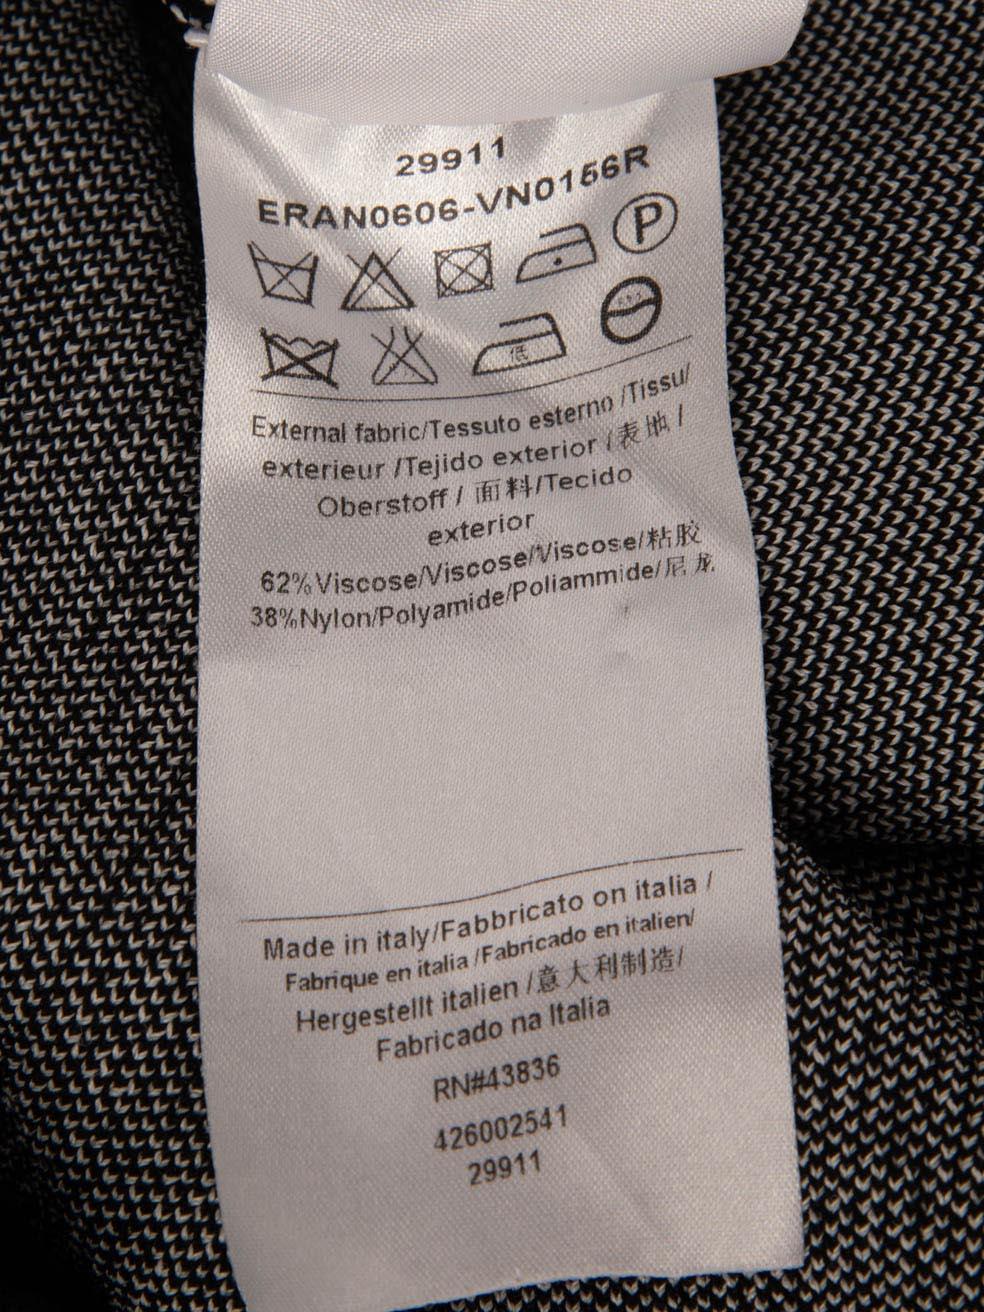 29911
ERAN0606-VN0156R
P
低
External fabric/Tessuto esterno /Tissu/
exterieur /Tejido exterior /表地 /
Oberstoff / 面料/Tecido
exterior
62%Viscose/Viscose/Viscose/粘胶
38%Nylon/Polyamide/Poliammide/尼龙
Made in italy/Fabbricato on italia /
Fabrique en italia /Fabricado en italien/
Hergestellt italien /意大利制造/
Fabricado na Italia
RN#43836
426002541
29911